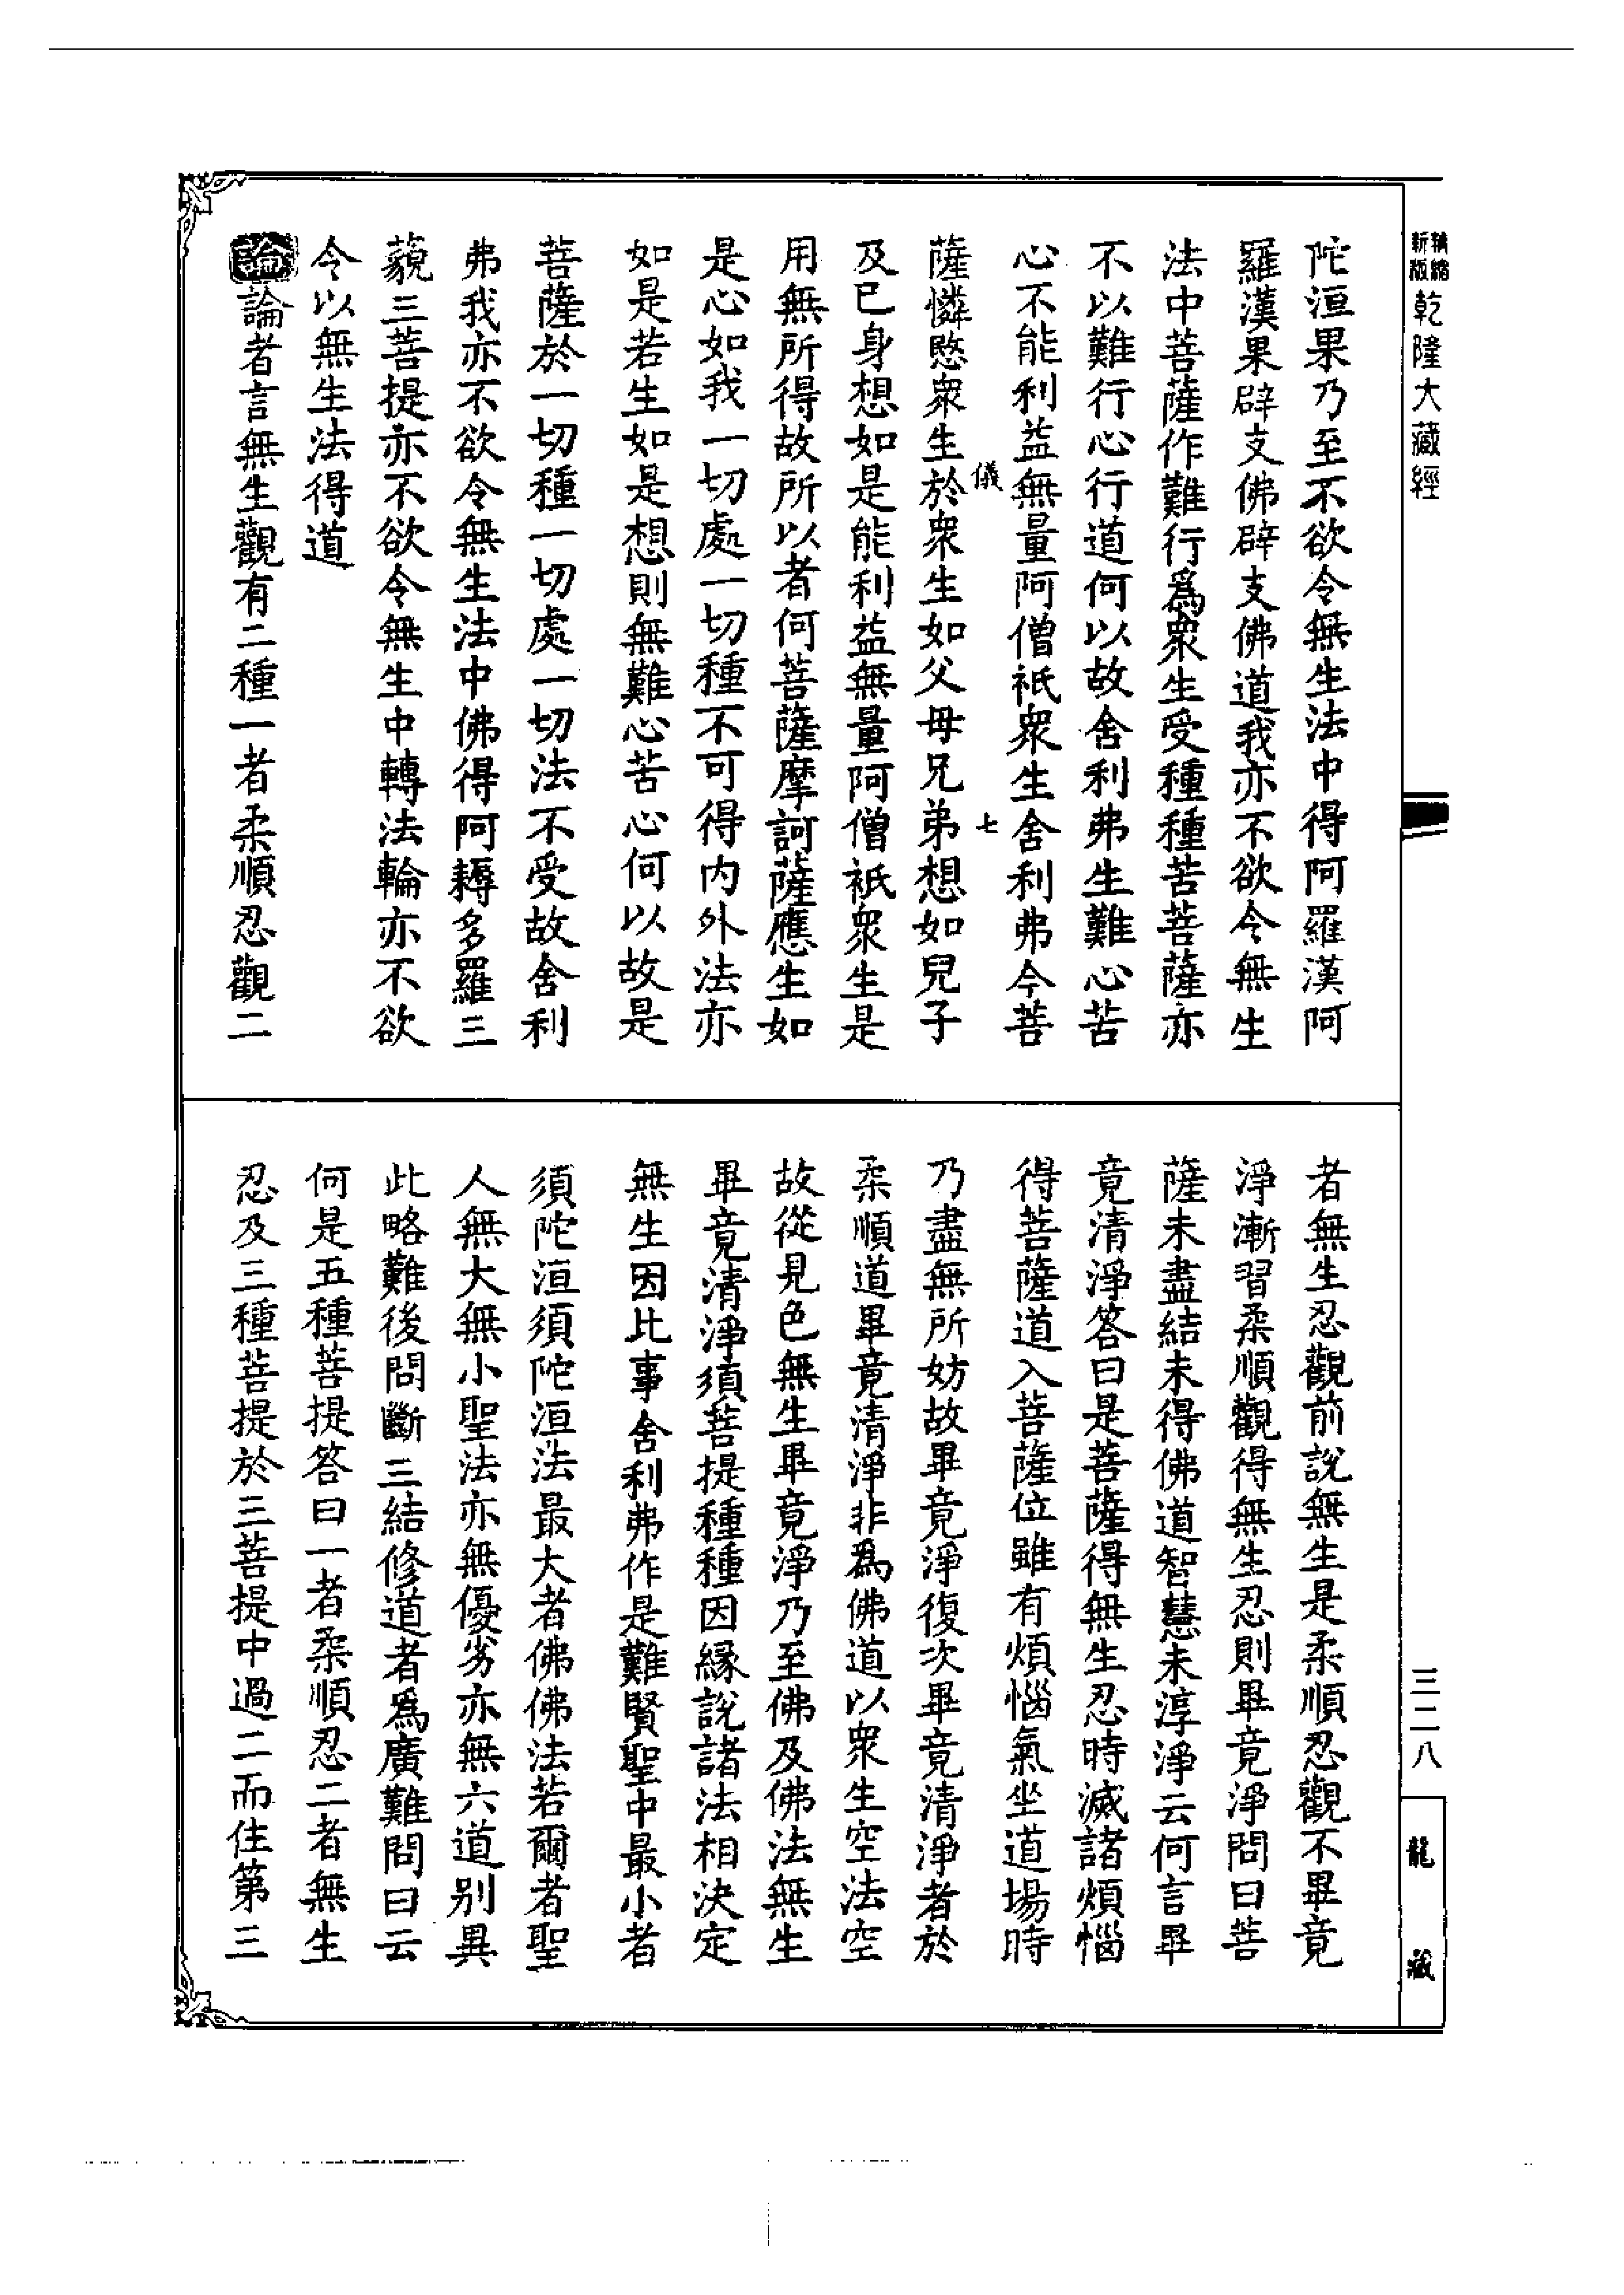 精縮
新版
乾隆大藏經
三二八
龍藏
陀洹果乃至不欲令無生法中得阿羅漢阿
羅漢果辟支佛辟支佛道我亦不欲令無生
法中菩薩作難行爲衆生受種種苦菩薩亦
不以難行心行道何以故舍利弗生難心苦
心不能利益無量阿僧祇衆生舍利弗今菩
儀 七
薩憐愍衆生於衆生如父母兄弟想如兒子
及已身想如是能利益無量阿僧祇衆生是
用無所得故所以者何菩薩摩訶薩應生如
是心如我一切處一切種不可得内外法亦
如是若生如是想則無難心苦心何以故是
菩薩於一切種一切處一切法不受故舍利
弗我亦不欲令無生法中佛得阿耨多羅三
藐三菩提亦不欲令無生中轉法輪亦不欲
令以無生法得道
論論者言無生觀有二種一者柔順忍觀二
者無生忍觀前說無生是柔順忍觀不畢竟
淨漸習柔順觀得無生忍則畢竟淨問曰菩
薩未盡結未得佛道智慧未淳淨云何言畢
竟清淨答曰是菩薩得無生忍時滅諸煩惱
得菩薩道入菩薩位雖有煩惱氣坐道場時
乃盡無所妨故畢竟淨復次畢竟清淨者於
柔順道畢竟清淨非爲佛道以衆生空法空
故從見色無生畢竟淨乃至佛及佛法無生
畢竟清淨須菩提種種因緣說諸法相決定
無生因比事舍利弗作是難賢聖中最小者
須陀洹須陀洹法最大者佛佛法若爾者聖
人無大無小聖法亦無優劣亦無六道别異
此略難後問斷三結修道者爲廣難問曰云
何是五種菩提答曰一者柔順忍二者無生
忍及三種菩提於三菩提中過二而住第三